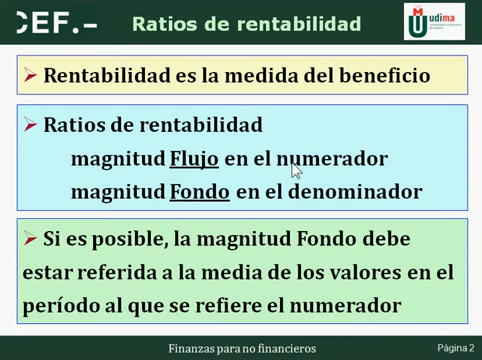 CEF.–
Ratios de rentabilidad
udima
Rentabilidad es la medida del beneficio
Ratios de rentabilidad
magnitud Flujo en el numerador
magnitud Fondo en el denominador
Si es posible, la magnitud Fondo debe
estar referida a la media de los valores en el
período al que se refiere el numerador
Finanzas para no financieros
Página 2